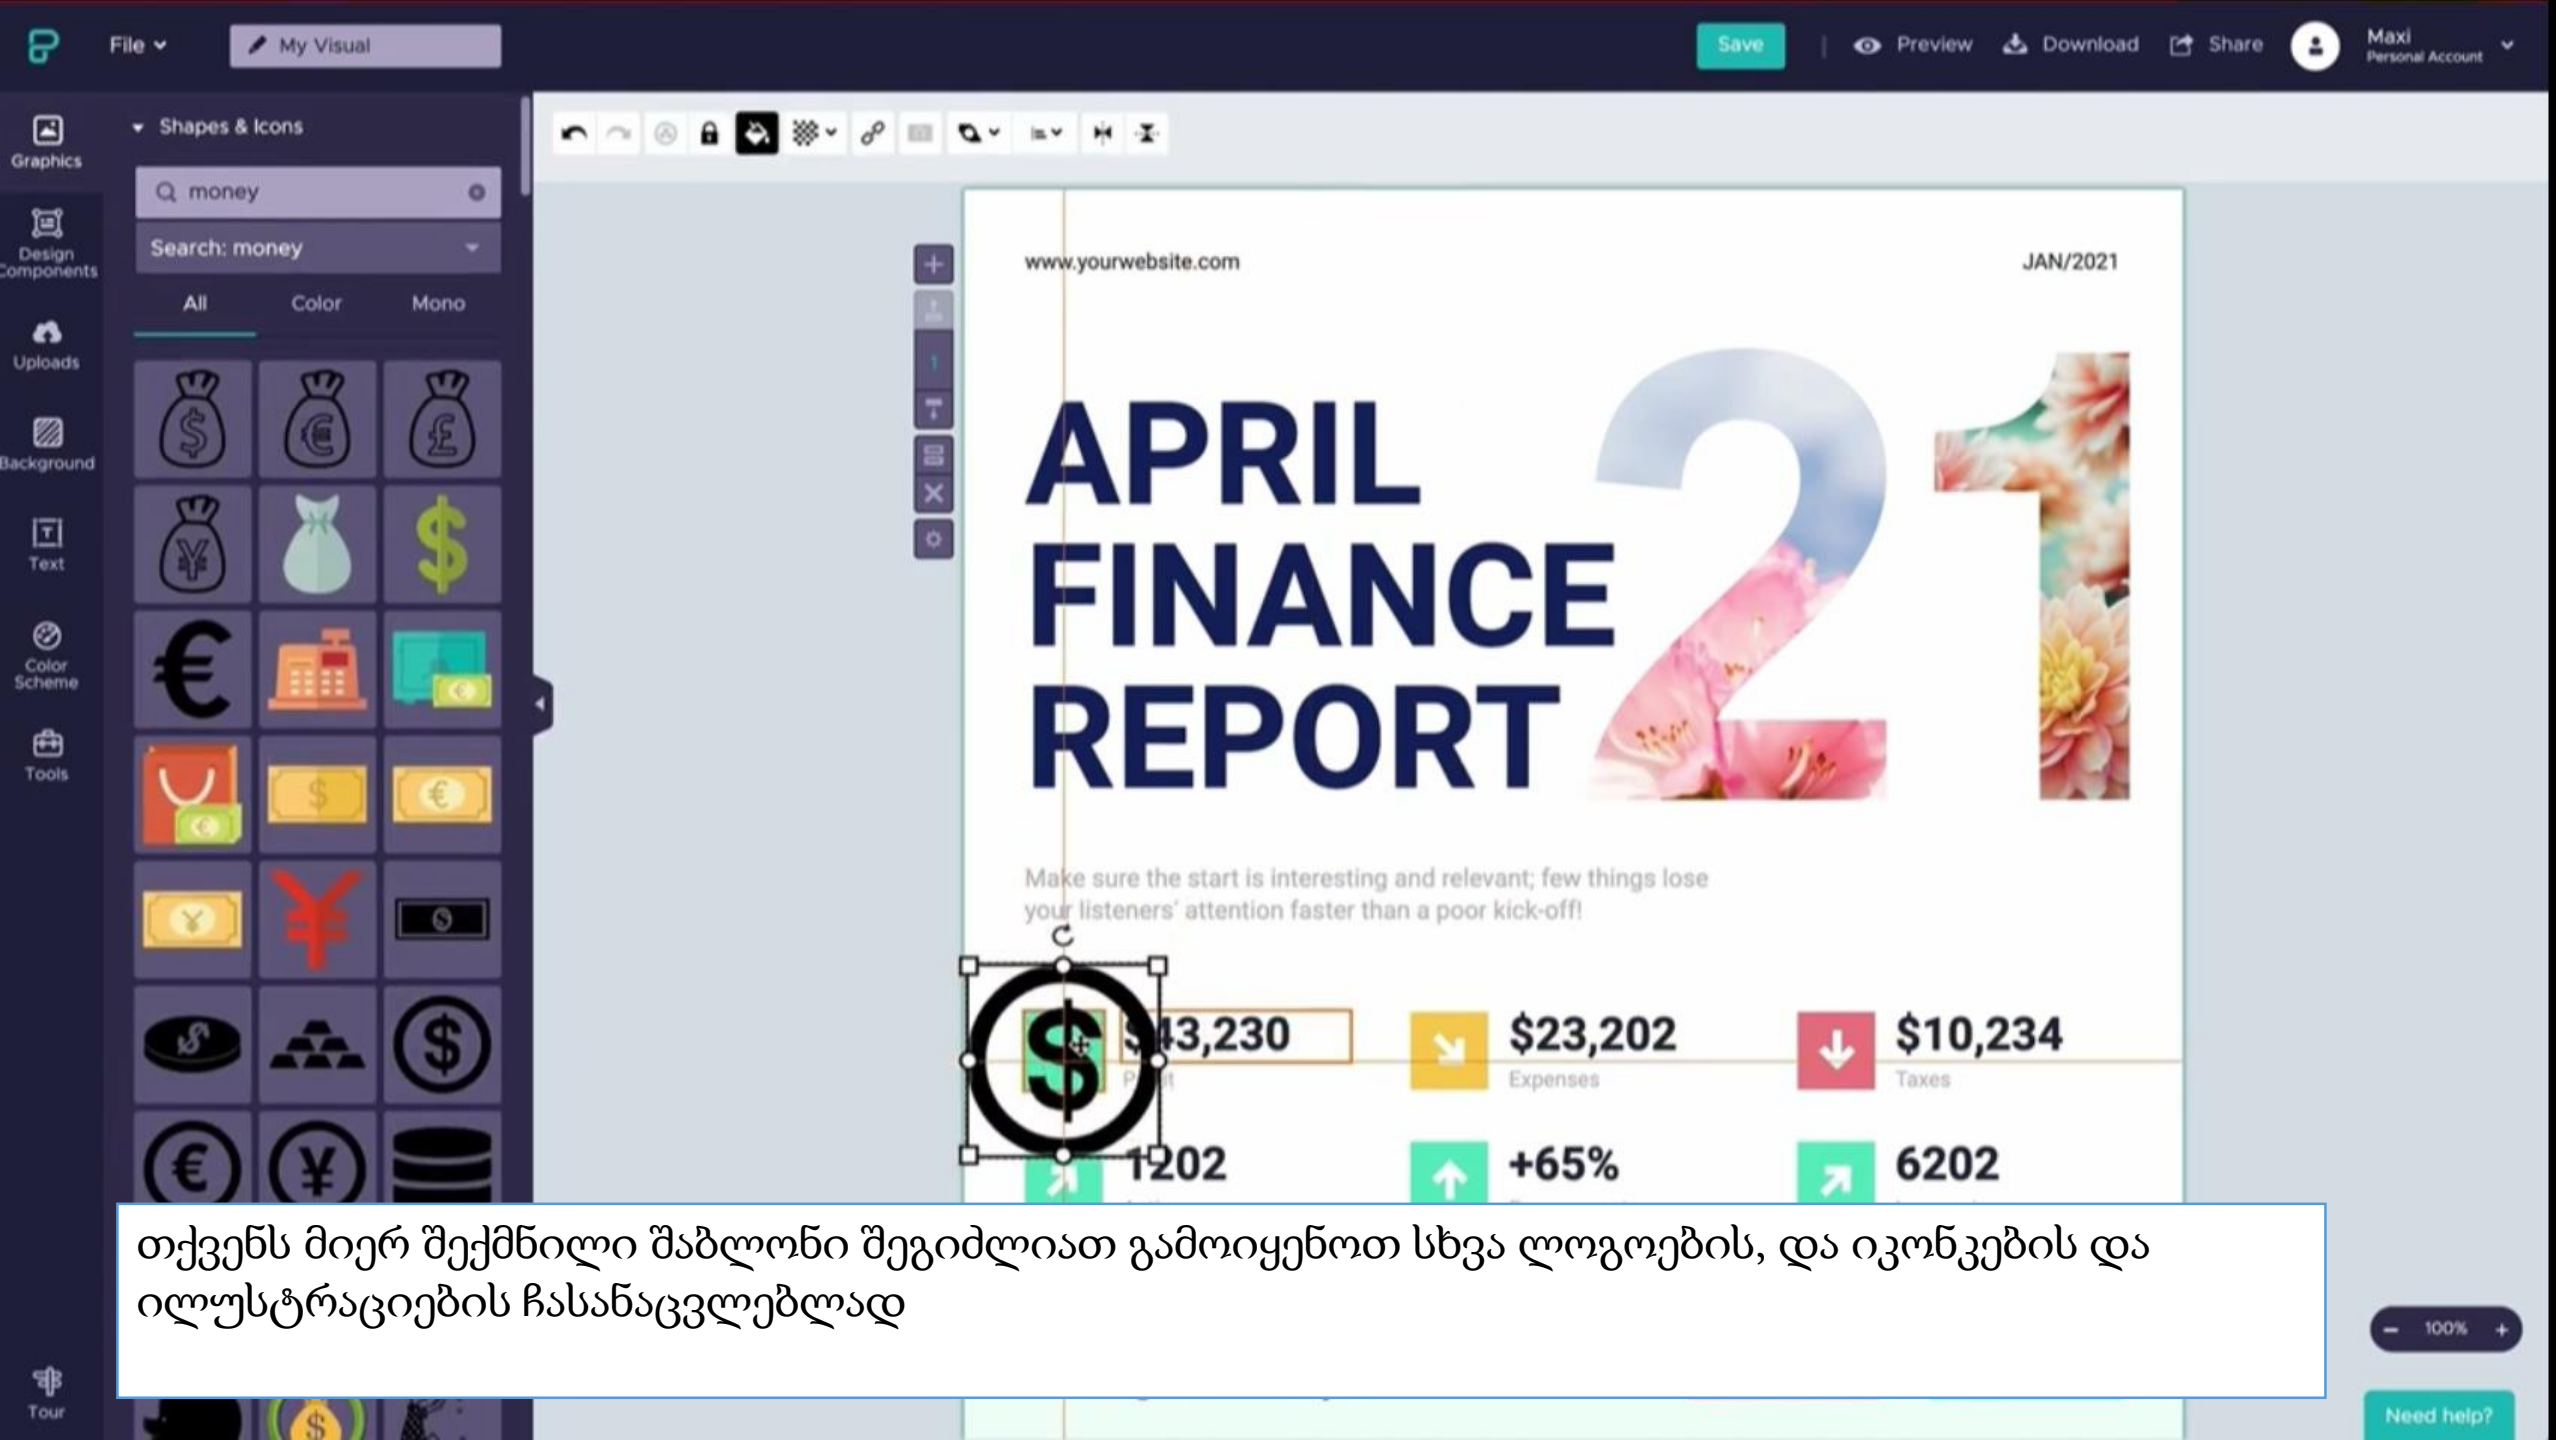 File
My Visual
Save
Preview
Download
Share
Maxi
Personal Account
Graphics
Design
Components
Uploads
Background
Text
Color
Scheme
Tools
Tour
Shapes & Icons
money
Search: money
All
Color
Mono
1
www.yourwebsite.com
JAN/2021
APRIL
FINANCE
REPORT
21
Make sure the start is interesting and relevant; few things lose
your listeners' attention faster than a poor kick-off!
$43,230
$23,202
Expenses
$10,234
Taxes
1202
+65%
6202
თქვენს მიერ შექმნილი შაბლონი შეგიძლიათ გამოიყენოთ სხვა ლოგოების, და იკონკების და
ილუსტრაციების ჩასანაცვლებლად
100%
Need help?